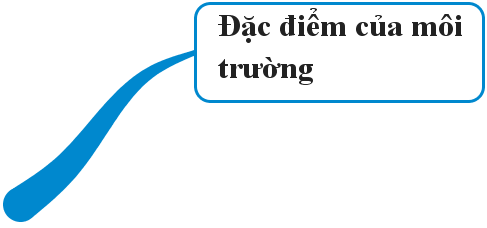 Đặc điểm của môi
trường